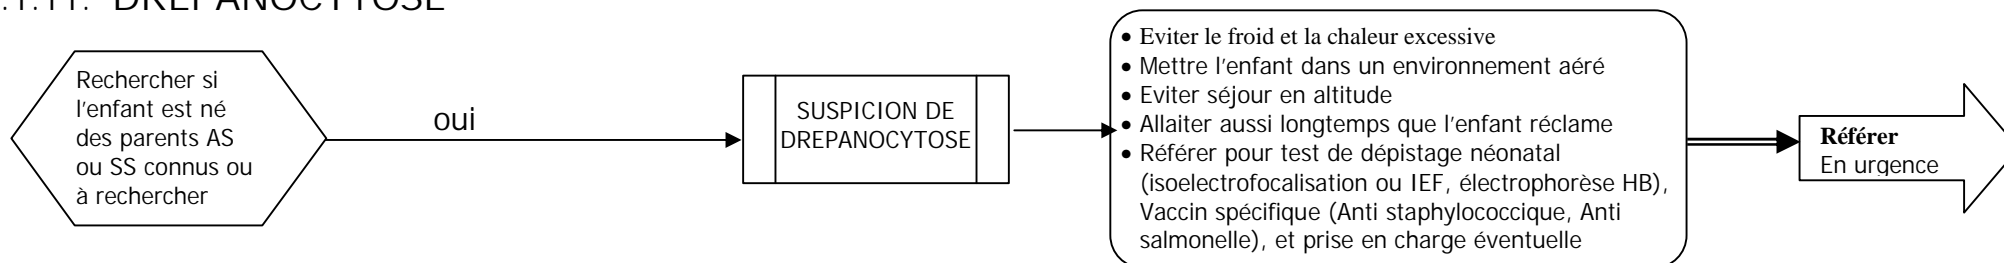 .1.11. DREPANOCYTOSE
Rechercher si
l'enfant est né
des parents AS
ou SS connus ou
à rechercher
oui
SUSPICION DE
DREPANOCYTOSE
• Eviter le froid et la chaleur excessive
• Mettre l'enfant dans un environnement aéré
• Eviter séjour en altitude
• Allaiter aussi longtemps que l'enfant réclame
• Référer pour test de dépistage néonatal
(isoelectrofocalisation ou IEF, électrophorèse HB),
Vaccin spécifique (Anti staphylococcique, Anti
salmonelle), et prise en charge éventuelle
Référer
En urgence